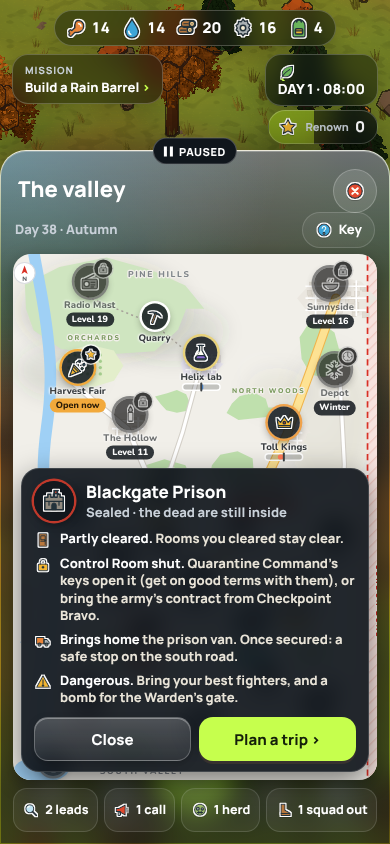 14 14 20 16 4
MISSION
Build a Rain Barrel ›
DAY 1 · 08:00
Renown 0
PAUSED
The valley
Day 38 · Autumn
Key
N
PINE HILLS
Radio Mast
Level 19
Sunnyside
Level 16
Quarry
ORCHARDS
Helix lab
Harvest Fair
Open now
NORTH WOODS
Depot
Winter
The Hollow
Level 11
Toll Kings
Blackgate Prison
Sealed · the dead are still inside
Partly cleared. Rooms you cleared stay clear.
Control Room shut. Quarantine Command's
keys open it (get on good terms with them), or
bring the army's contract from Checkpoint
Bravo.
Brings home the prison van. Once secured: a
safe stop on the south road.
Dangerous. Bring your best fighters, and a
bomb for the Warden's gate.
Close
Plan a trip ›
SOUTH VALLEY
2 leads
1 call
1 herd
1 squad out